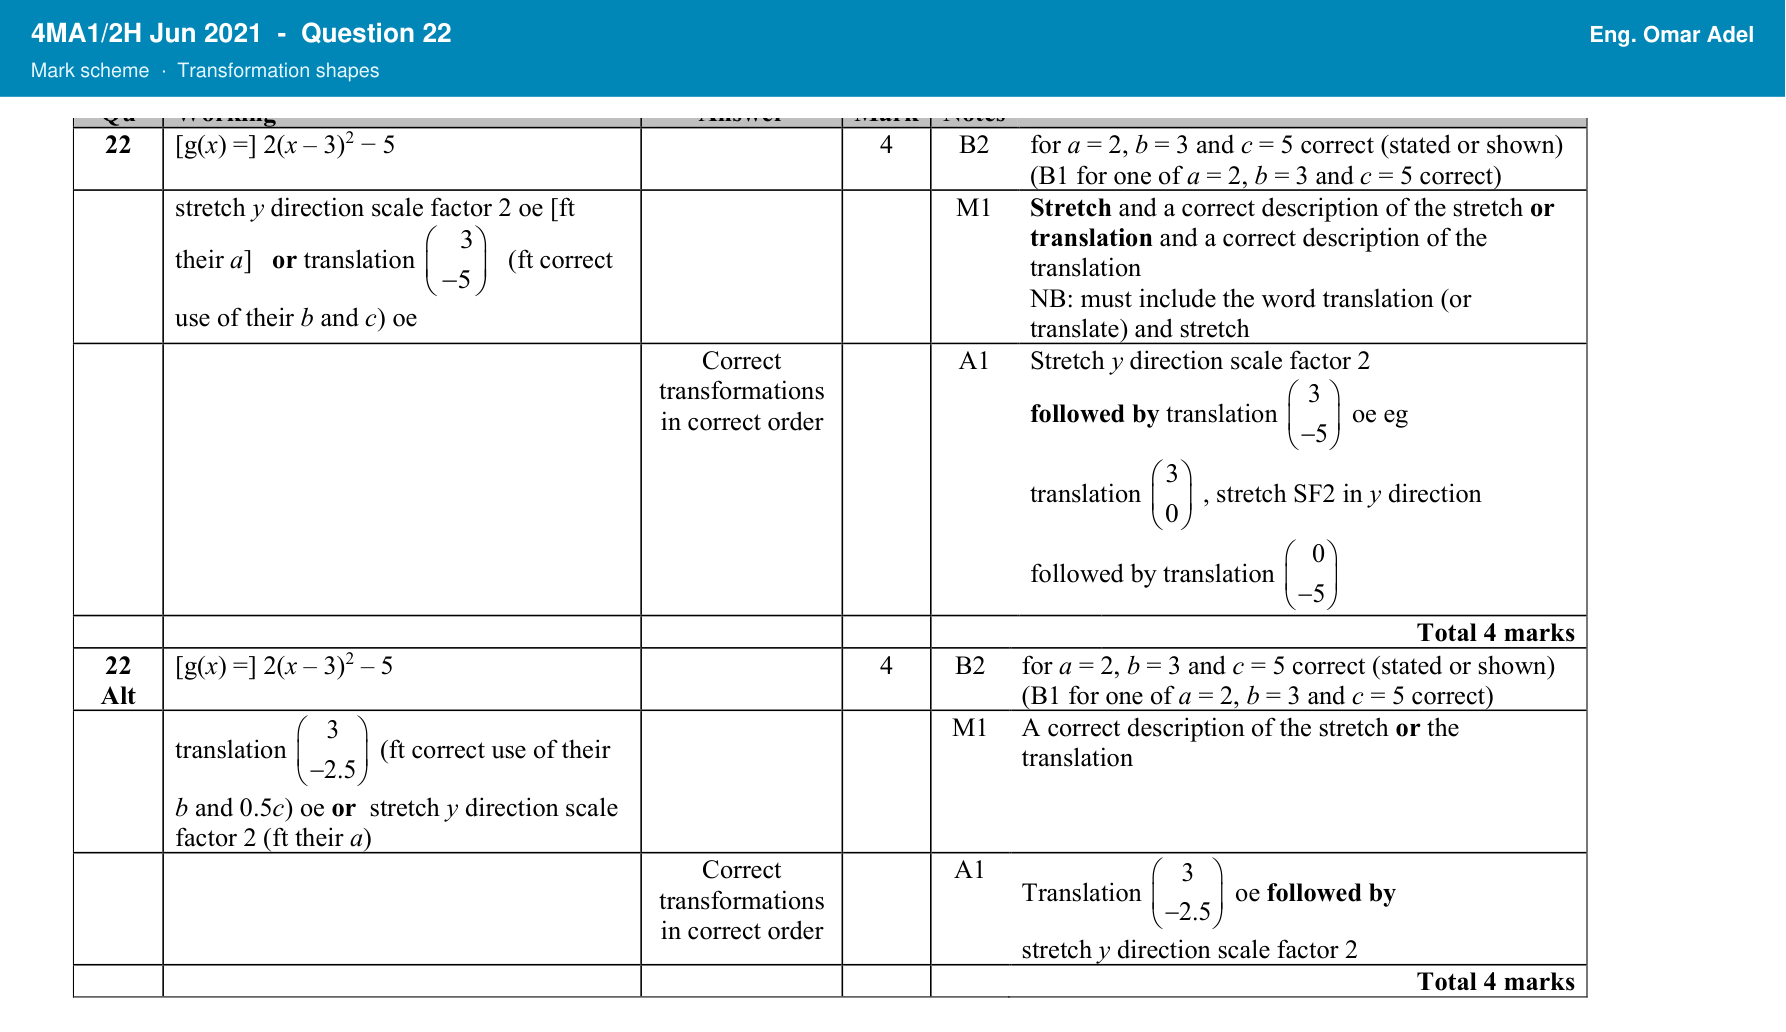 4MA1/2H Jun 2021 - Question 22
Eng. Omar Adel
Mark scheme · Transformation shapes
Qu Working Answer Mark Notes
22 [g(x) =] 2(x – 3)² − 5 4 B2 for a = 2, b = 3 and c = 5 correct (stated or shown)
(B1 for one of a = 2, b = 3 and c = 5 correct)
stretch y direction scale factor 2 oe [ft
their a] or translation (3 −5) (ft correct
use of their b and c) oe
M1 Stretch and a correct description of the stretch or
translation and a correct description of the
translation
NB: must include the word translation (or
translate) and stretch
Correct
transformations
in correct order
A1 Stretch y direction scale factor 2
followed by translation (3 −5) oe eg
translation (3 0) , stretch SF2 in y direction
followed by translation (0 −5)
Total 4 marks
22 [g(x) =] 2(x – 3)² – 5 4 B2 for a = 2, b = 3 and c = 5 correct (stated or shown)
Alt (B1 for one of a = 2, b = 3 and c = 5 correct)
translation (3 −2.5) (ft correct use of their
b and 0.5c) oe or stretch y direction scale
factor 2 (ft their a)
M1 A correct description of the stretch or the
translation
Correct
transformations
in correct order
A1 Translation (3 −2.5) oe followed by
stretch y direction scale factor 2
Total 4 marks